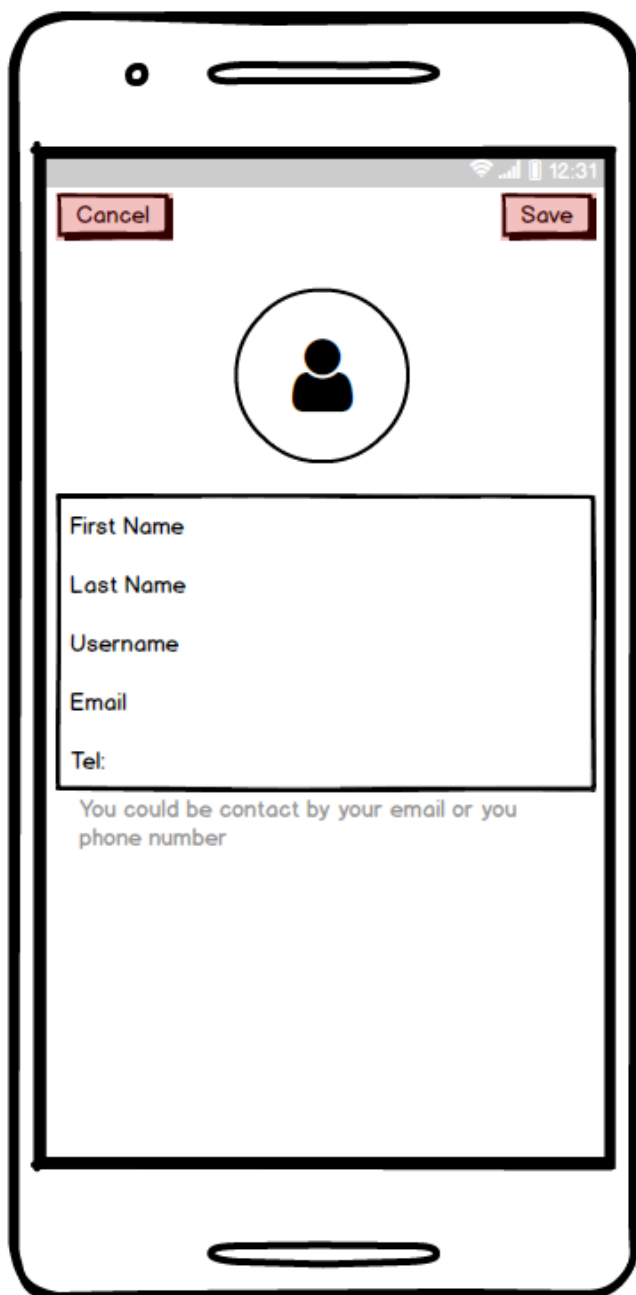 12:31
Cancel
Save
First Name
Last Name
Username
Email
Tel:
You could be contact by your email or you
phone number